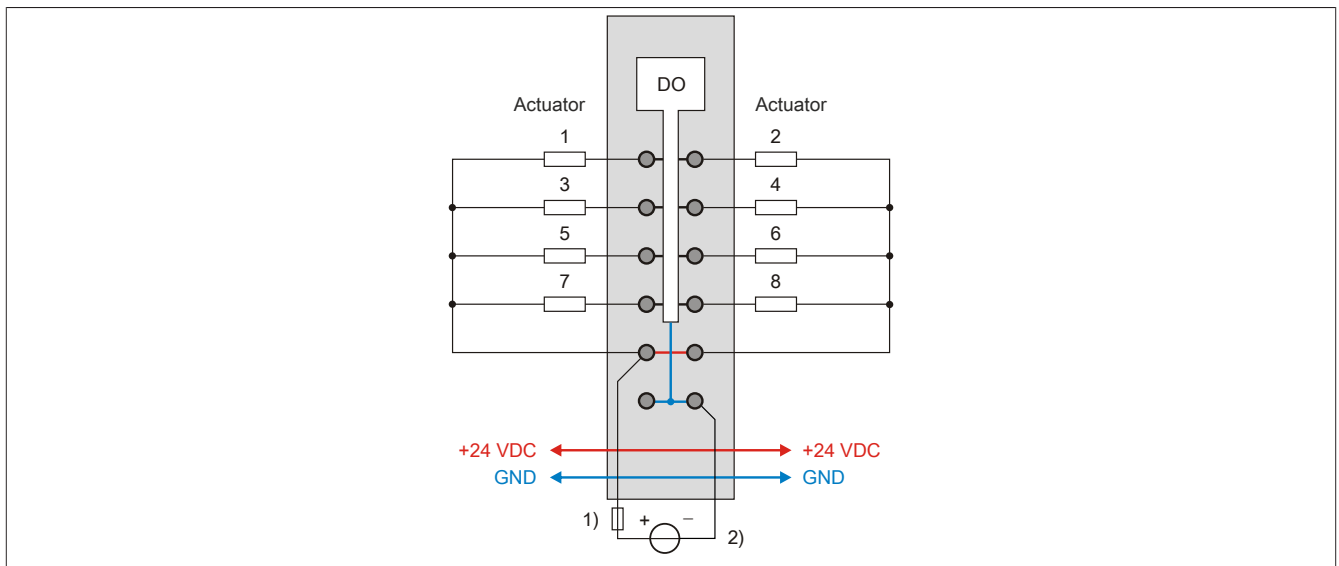 DO
Actuator Actuator
1 2
3 4
5 6
7 8
+24 VDC +24 VDC
GND GND
1) + − 2)